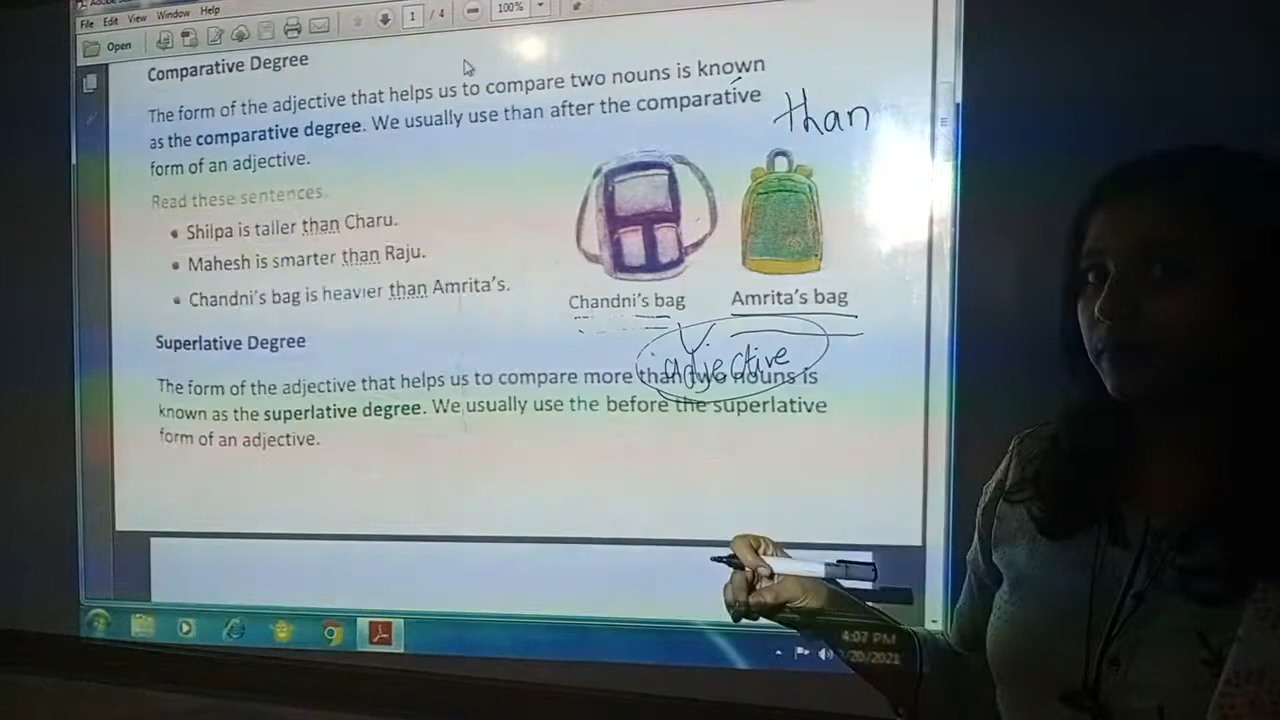 File Edit View Window Help
Open
1 / 4
100%
Comparative Degree
The form of the adjective that helps us to compare two nouns is known
as the comparative degree. We usually use than after the comparative
form of an adjective.
than
Read these sentences.
• Shilpa is taller than Charu.
• Mahesh is smarter than Raju.
• Chandni's bag is heavier than Amrita's.
Chandni's bag
Amrita's bag
adjective
Superlative Degree
The form of the adjective that helps us to compare more than two nouns is
known as the superlative degree. We usually use the before the superlative
form of an adjective.
4:07 PM
/20/2021